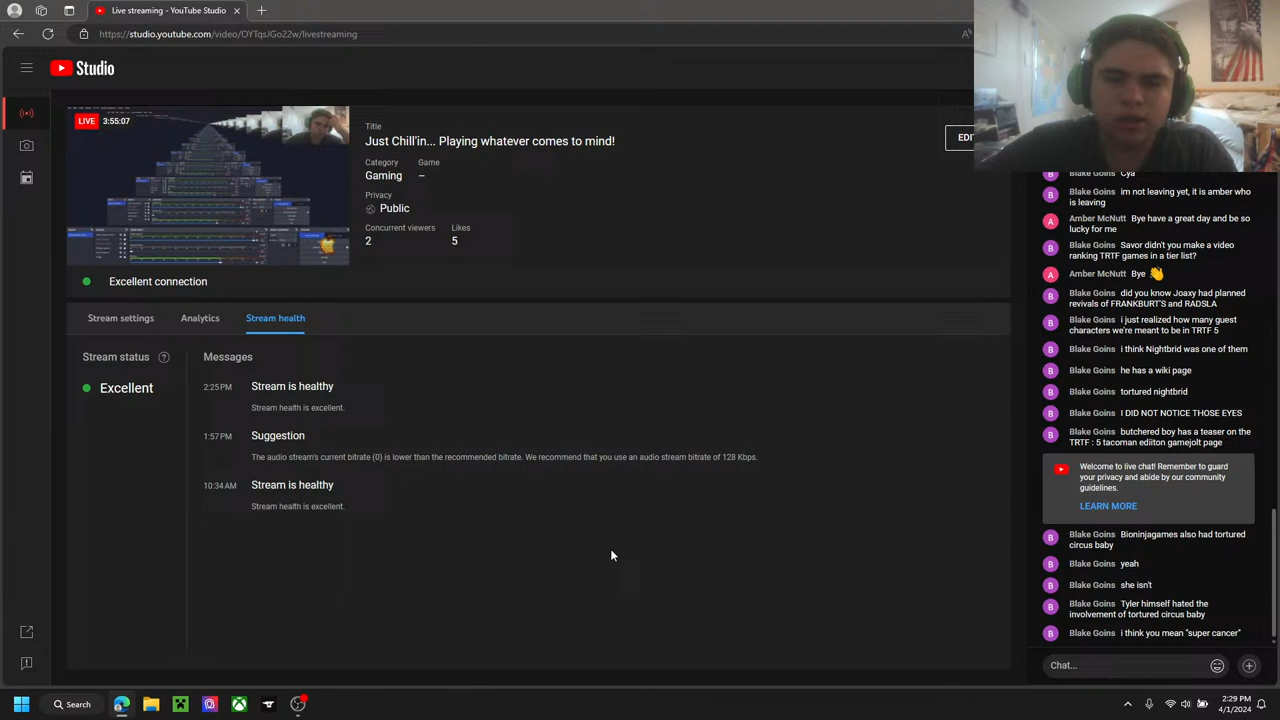 Live streaming - YouTube Studio
https://studio.youtube.com/video/OYTqsJGo22w/livestreaming
Studio
LIVE 3:55:07
Title
Just Chill'in... Playing whatever comes to mind!
Category Game
Gaming –
Privacy
Public
Concurrent viewers Likes
2 5
EDI
Excellent connection
Stream settings Analytics Stream health
Stream status
Excellent
Messages
2:25 PM Stream is healthy
Stream health is excellent.
1:57 PM Suggestion
The audio stream's current bitrate (0) is lower than the recommended bitrate. We recommend that you use an audio stream bitrate of 128 Kbps.
10:34 AM Stream is healthy
Stream health is excellent.
B Blake Goins Cya
B Blake Goins im not leaving yet, it is amber who
is leaving
A Amber McNutt Bye have a great day and be so
lucky for me
B Blake Goins Savor didn't you make a video
ranking TRTF games in a tier list?
A Amber McNutt Bye 👋
B Blake Goins did you know Joaxy had planned
revivals of FRANKBURT'S and RADSLA
B Blake Goins i just realized how many guest
characters we're meant to be in TRTF 5
B Blake Goins i think Nightbrid was one of them
B Blake Goins he has a wiki page
B Blake Goins tortured nightbrid
B Blake Goins I DID NOT NOTICE THOSE EYES
B Blake Goins butchered boy has a teaser on the
TRTF : 5 tacoman ediiton gamejolt page
Welcome to live chat! Remember to guard
your privacy and abide by our community
guidelines.
LEARN MORE
B Blake Goins Bioninjagames also had tortured
circus baby
B Blake Goins yeah
B Blake Goins she isn't
B Blake Goins Tyler himself hated the
involvement of tortured circus baby
B Blake Goins i think you mean "super cancer"
Chat...
Search
2:29 PM
4/1/2024